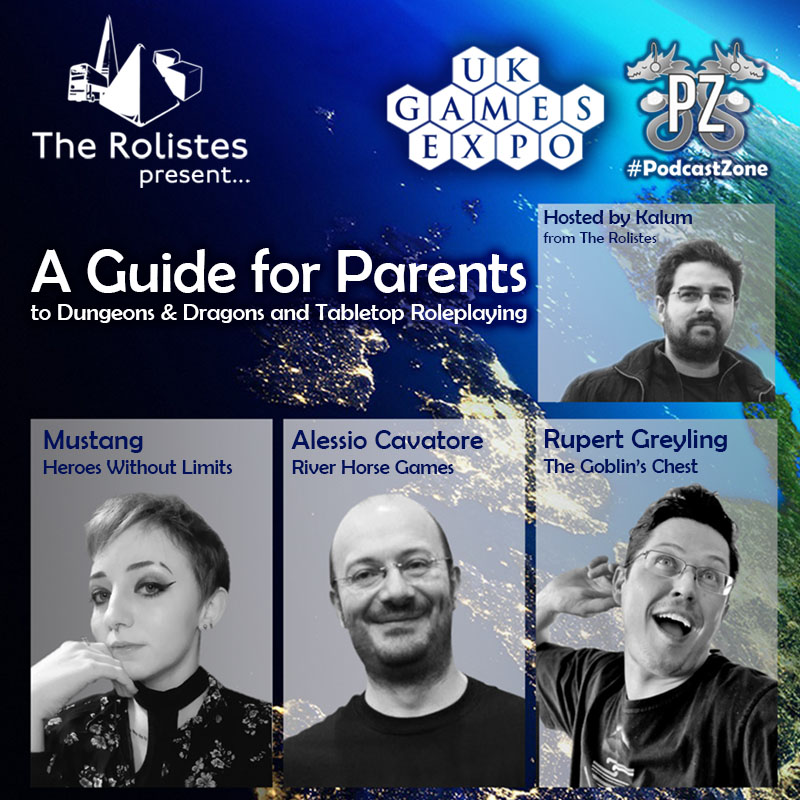 The Rolistes
present...
UK
GAMES
EXPO
PZ
#PodcastZone
A Guide for Parents
to Dungeons & Dragons and Tabletop Roleplaying
Hosted by Kalum
from The Rolistes
Mustang
Heroes Without Limits
Alessio Cavatore
River Horse Games
Rupert Greyling
The Goblin's Chest